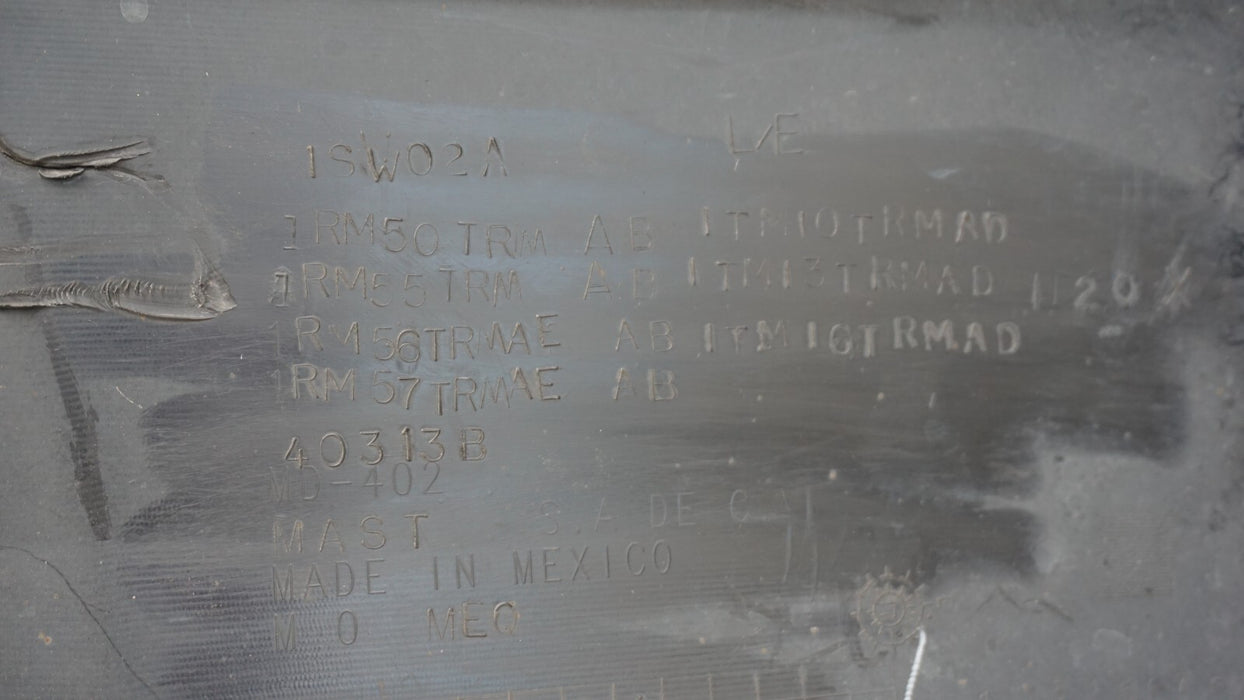 L/E
1SW02A
1RM50TRM AB 1TM10TRMAD
1RM55TRM AB 1TM13TRMAD
1RM56TRMAE AB 1TM16TRMAD
1RM57TRMAE AB
40313B
MD-402
MAST S.A DE C
MADE IN MEXICO
M O MEQ